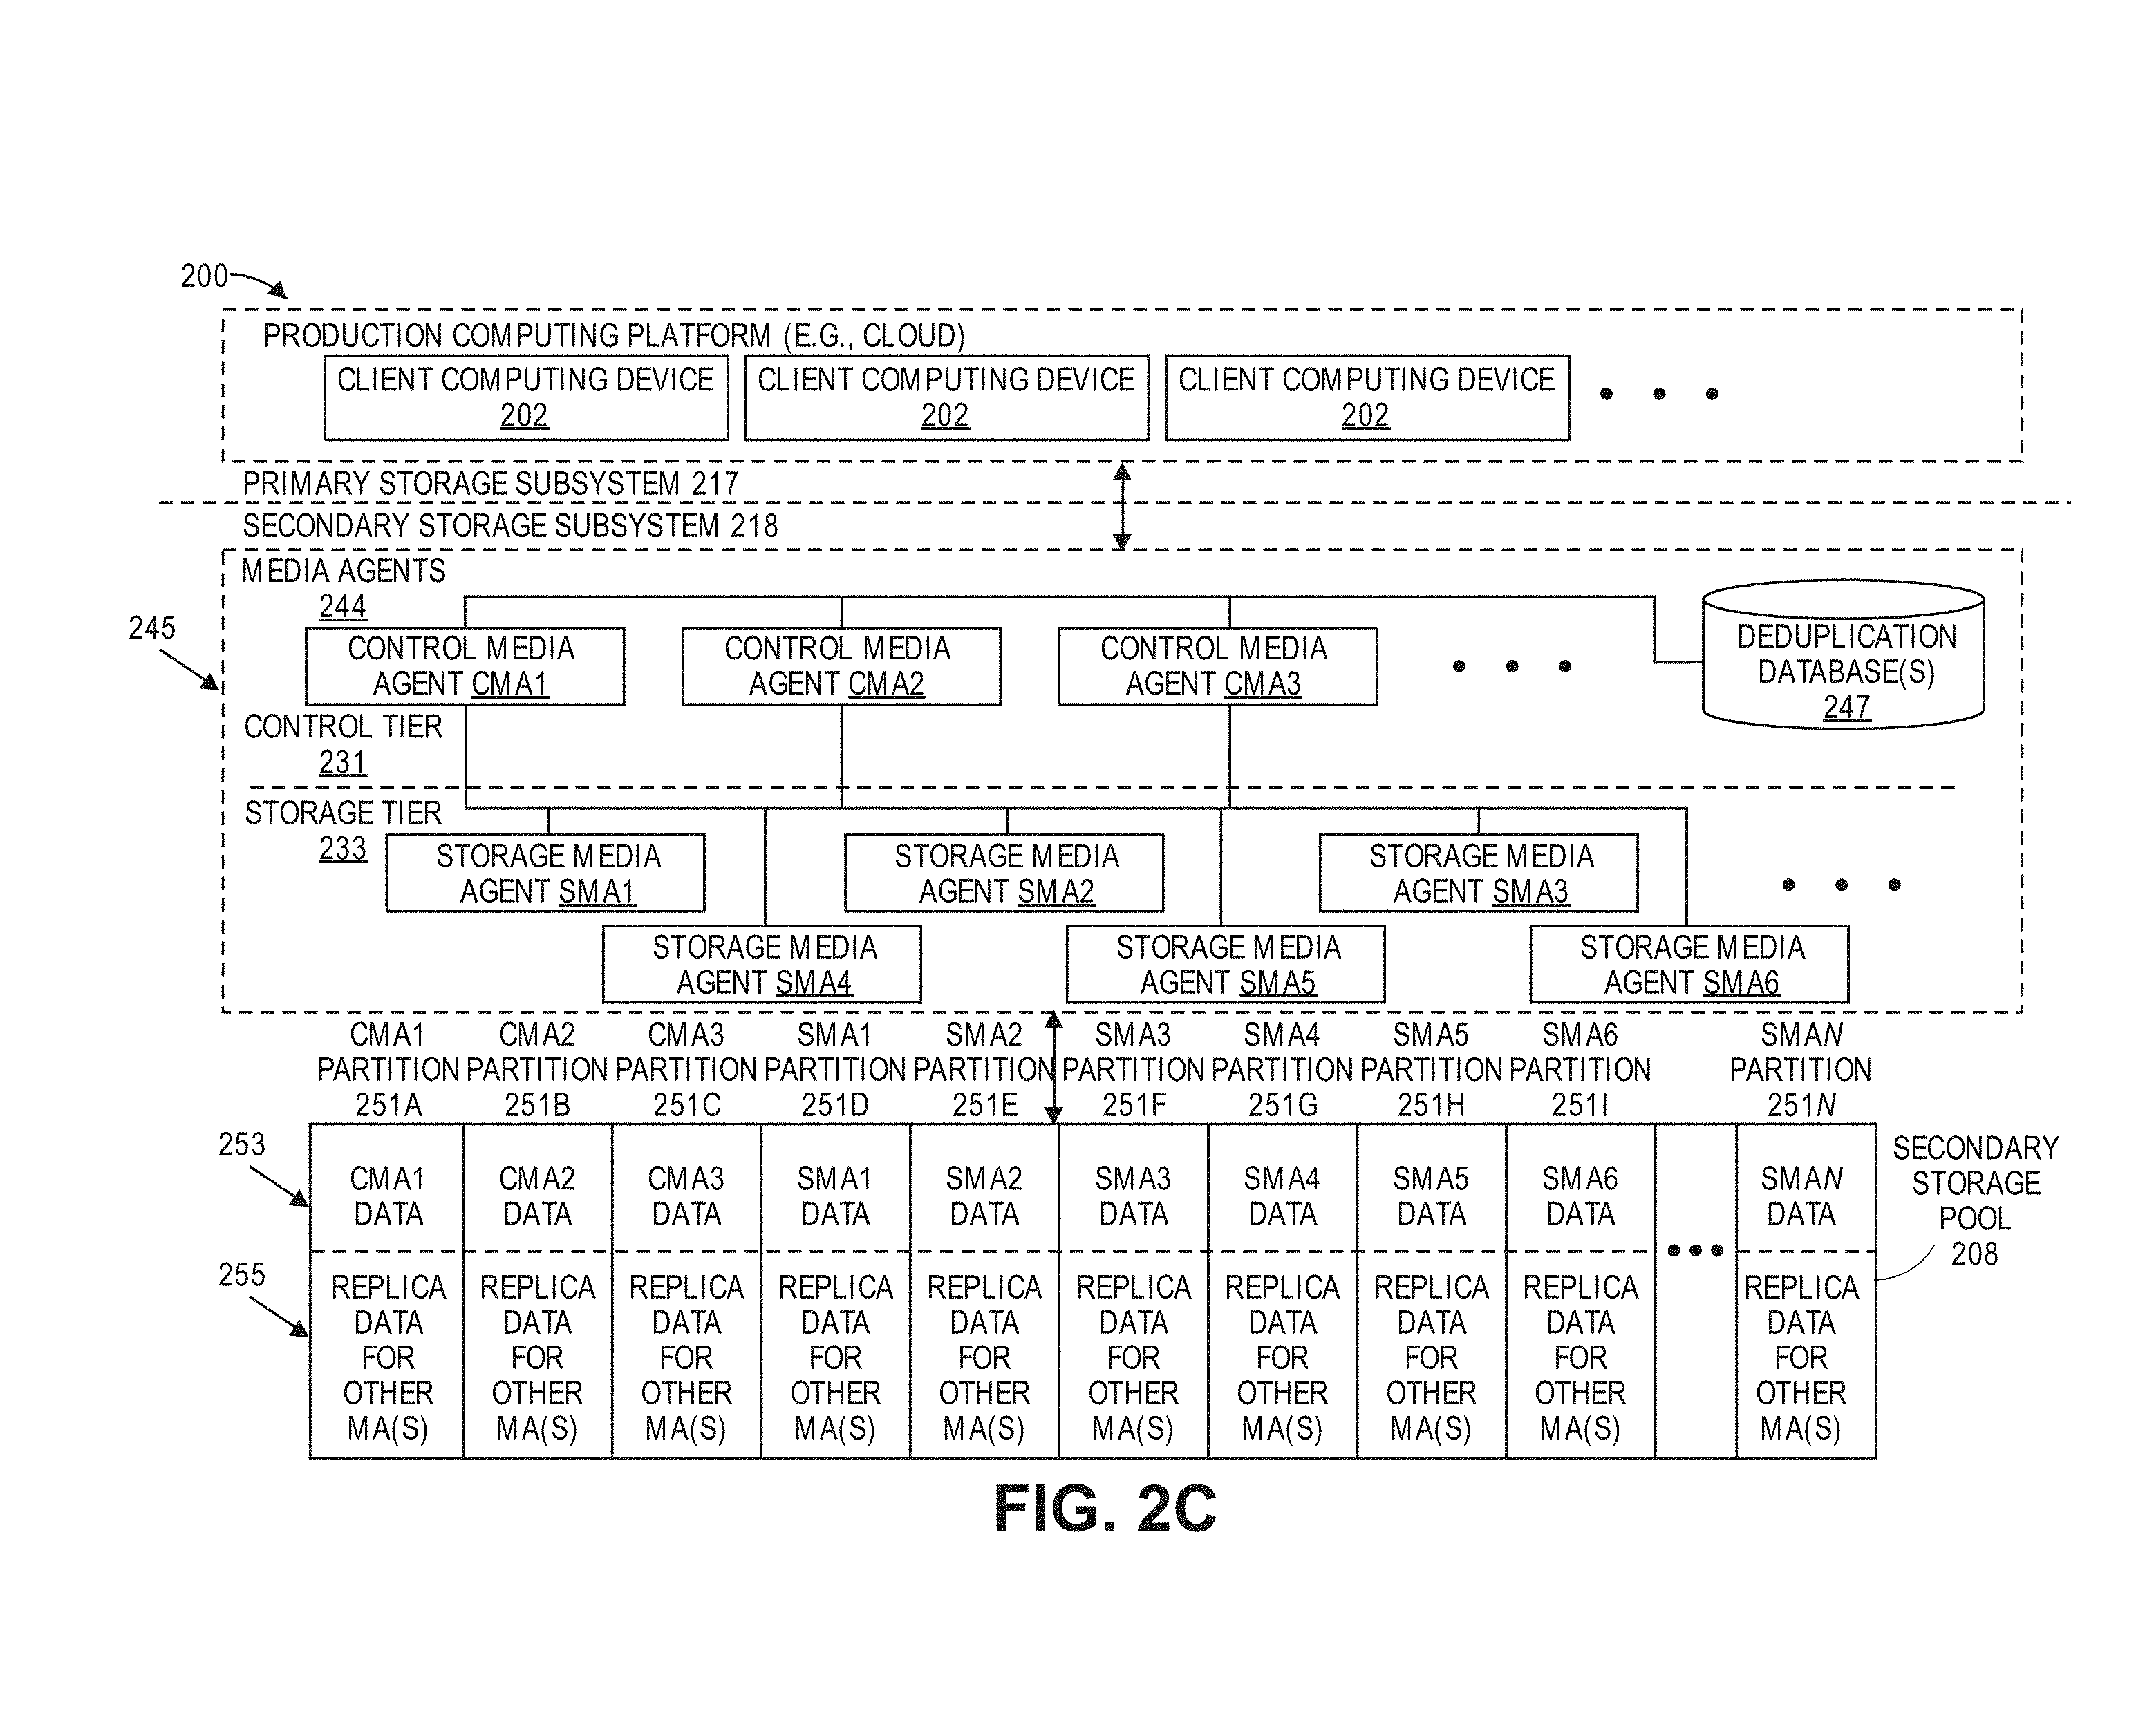 200
PRODUCTION COMPUTING PLATFORM (E.G., CLOUD)
CLIENT COMPUTING DEVICE
202
CLIENT COMPUTING DEVICE
202
CLIENT COMPUTING DEVICE
202
PRIMARY STORAGE SUBSYSTEM 217
SECONDARY STORAGE SUBSYSTEM 218
245
MEDIA AGENTS
244
CONTROL MEDIA
AGENT CMA1
CONTROL MEDIA
AGENT CMA2
CONTROL MEDIA
AGENT CMA3
DEDUPLICATION
DATABASE(S)
247
CONTROL TIER
231
STORAGE TIER
233
STORAGE MEDIA
AGENT SMA1
STORAGE MEDIA
AGENT SMA2
STORAGE MEDIA
AGENT SMA3
STORAGE MEDIA
AGENT SMA4
STORAGE MEDIA
AGENT SMA5
STORAGE MEDIA
AGENT SMA6
CMA1
PARTITION
251A
CMA2
PARTITION
251B
CMA3
PARTITION
251C
SMA1
PARTITION
251D
SMA2
PARTITION
251E
SMA3
PARTITION
251F
SMA4
PARTITION
251G
SMA5
PARTITION
251H
SMA6
PARTITION
251I
SMAN
PARTITION
251N
253
CMA1
DATA
CMA2
DATA
CMA3
DATA
SMA1
DATA
SMA2
DATA
SMA3
DATA
SMA4
DATA
SMA5
DATA
SMA6
DATA
SMAN
DATA
SECONDARY
STORAGE
POOL
208
255
REPLICA
DATA
FOR
OTHER
MA(S)
REPLICA
DATA
FOR
OTHER
MA(S)
REPLICA
DATA
FOR
OTHER
MA(S)
REPLICA
DATA
FOR
OTHER
MA(S)
REPLICA
DATA
FOR
OTHER
MA(S)
REPLICA
DATA
FOR
OTHER
MA(S)
REPLICA
DATA
FOR
OTHER
MA(S)
REPLICA
DATA
FOR
OTHER
MA(S)
REPLICA
DATA
FOR
OTHER
MA(S)
REPLICA
DATA
FOR
OTHER
MA(S)
FIG. 2C